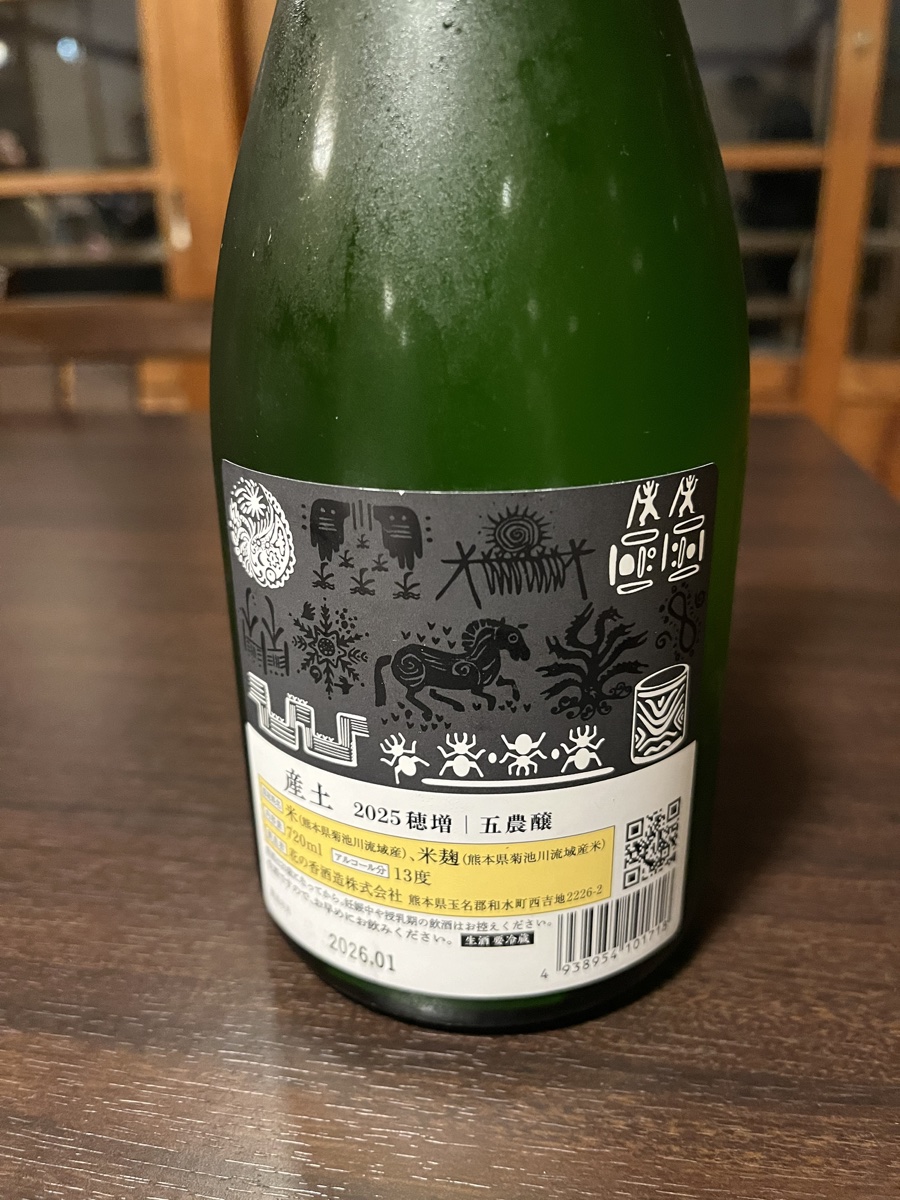 産土 2025穂増｜五農醸
米(熊本県菊池川流域産)、米麹(熊本県菊池川流域産米)
720ml アルコール分 13度
花の香酒造株式会社 熊本県玉名郡和水町西吉地2226-2
妊娠中や授乳期の飲酒はお控えください。
お早めにお飲みください。 生酒要冷蔵
2026.01
4 938954 101718